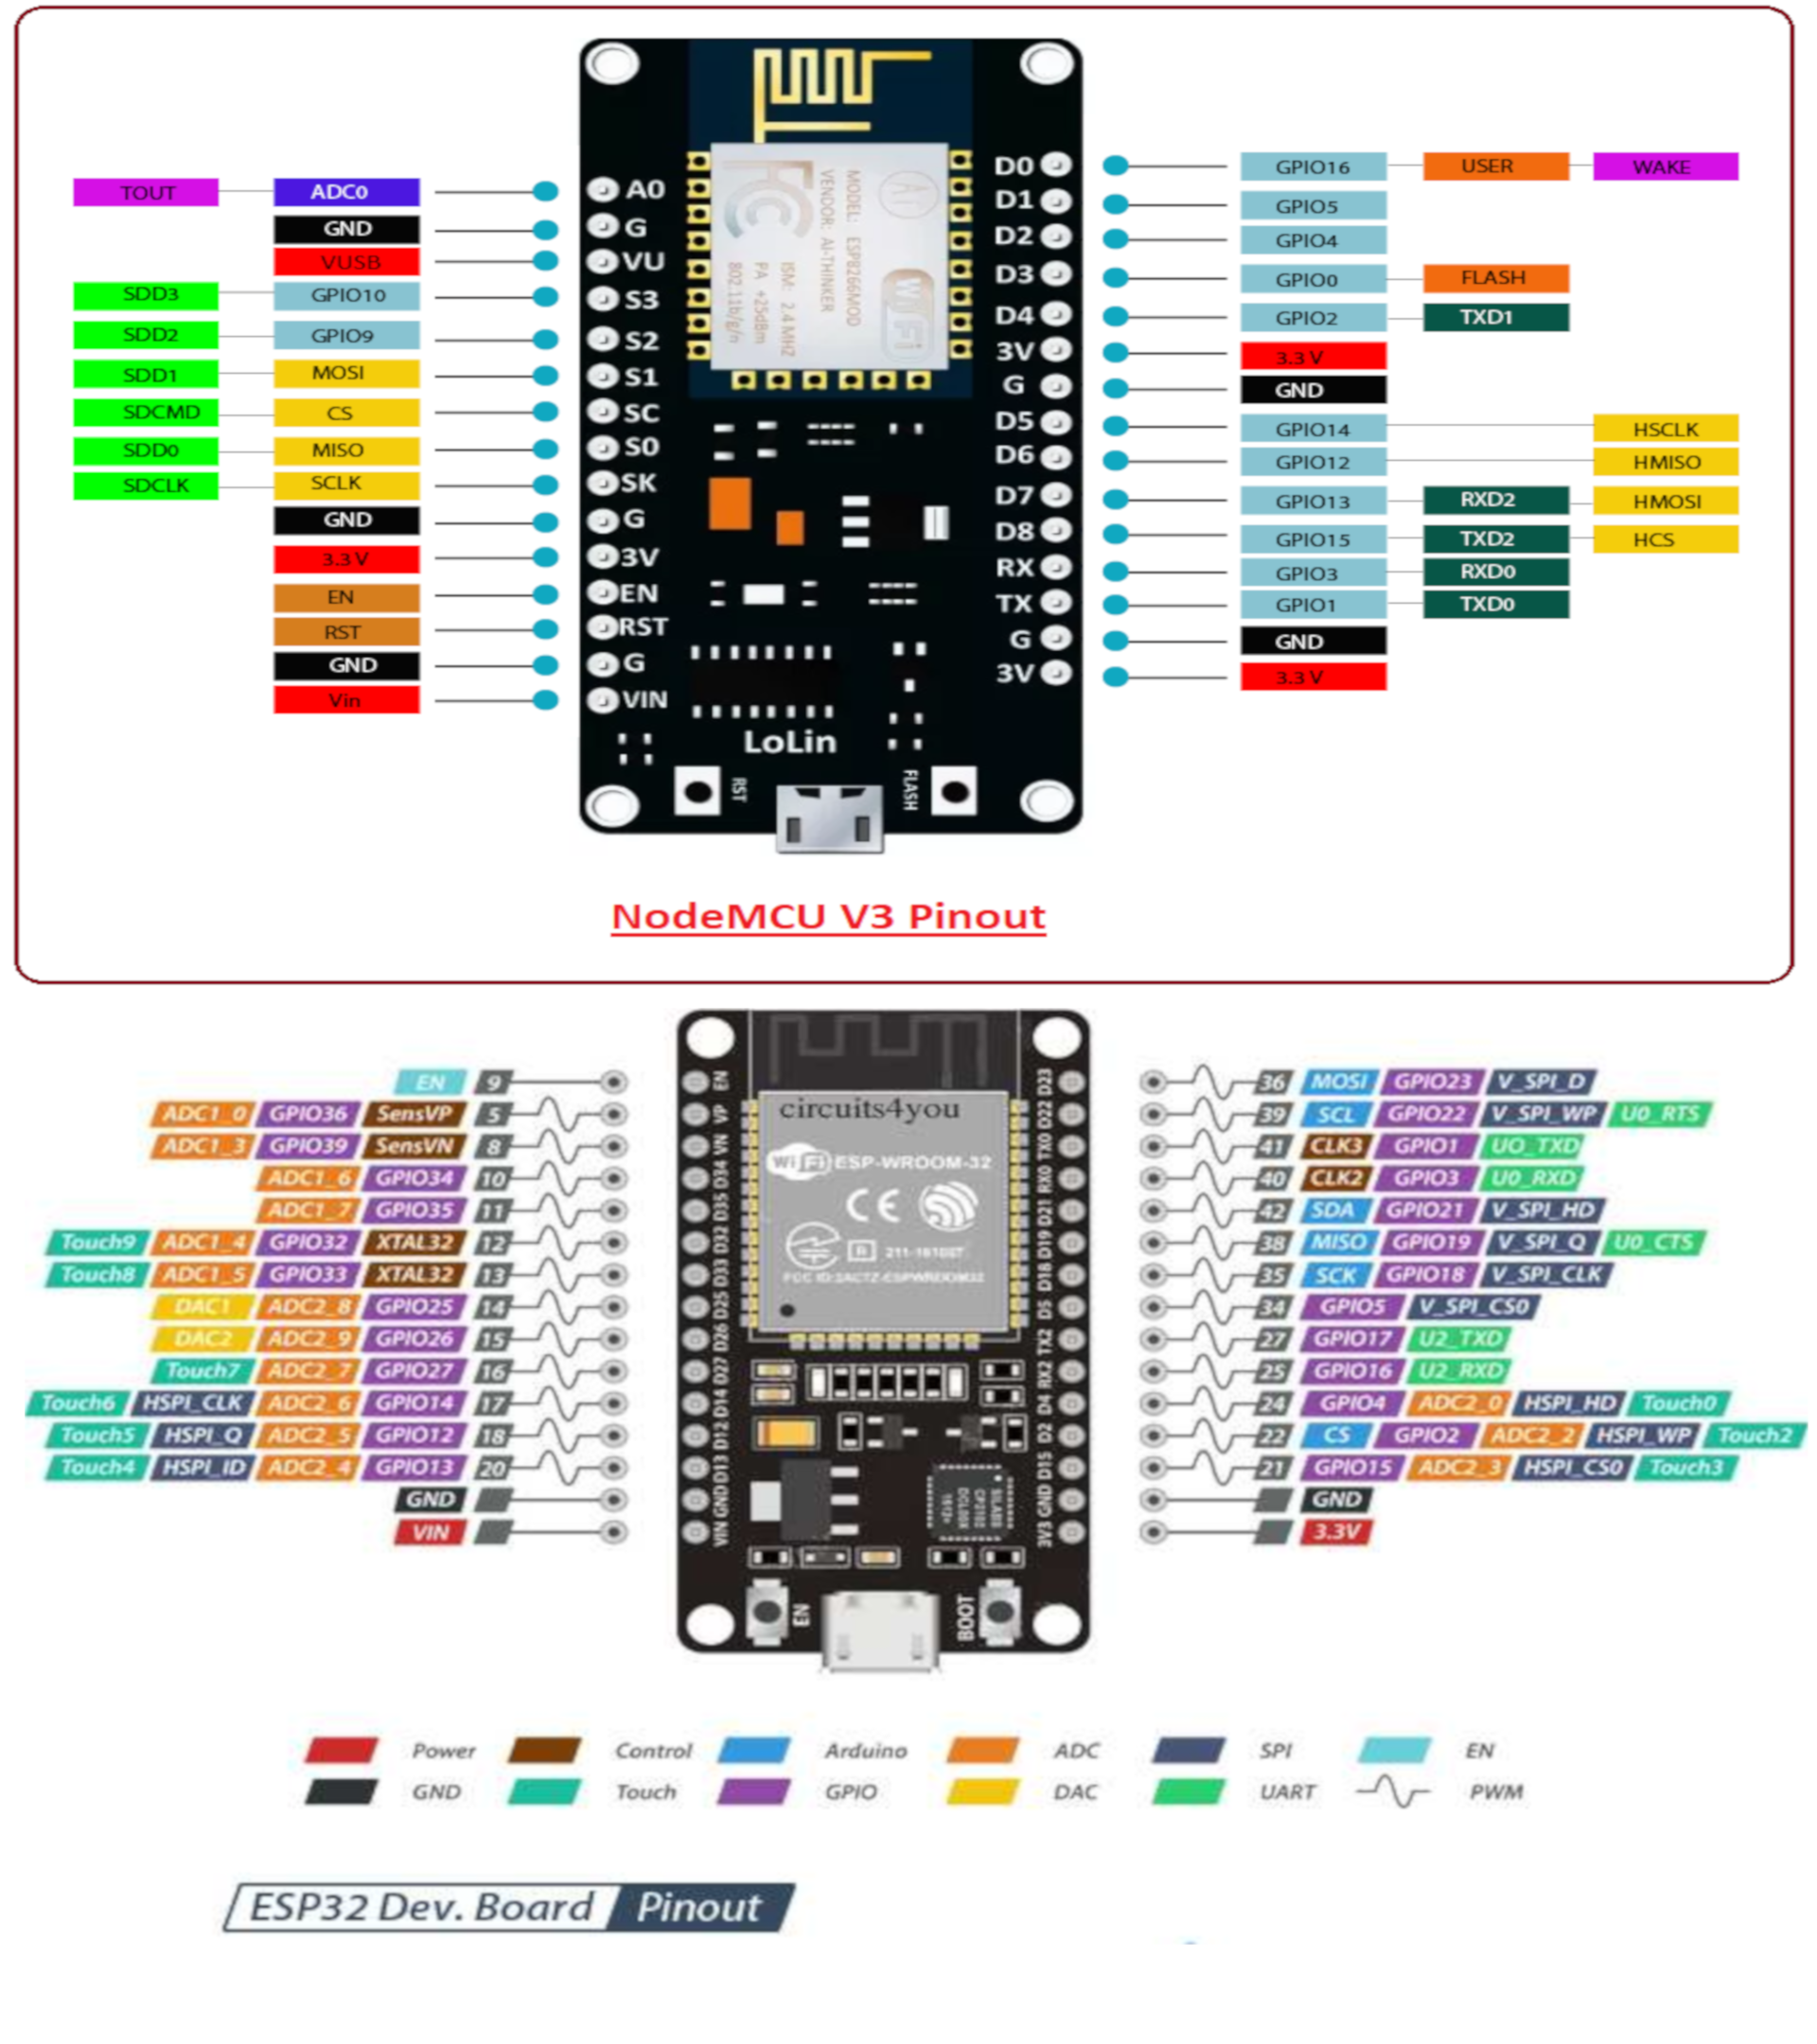 TOUT ADC0 A0 D0 GPIO16 USER WAKE
GND G D1 GPIO5
VUSB VU D2 GPIO4
SDD3 GPIO10 S3 D3 GPIO0 FLASH
SDD2 GPIO9 S2 D4 GPIO2 TXD1
SDD1 MOSI S1 3V 3.3 V
SDCMD CS SC G GND
SDD0 MISO S0 D5 GPIO14 HSCLK
SDCLK SCLK SK D6 GPIO12 HMISO
GND G D7 GPIO13 RXD2 HMOSI
3.3 V 3V D8 GPIO15 TXD2 HCS
EN EN RX GPIO3 RXD0
RST RST TX GPIO1 TXD0
GND G G GND
Vin VIN 3V 3.3 V
MODEL: ESP8266MOD
VENDOR: AI-THINKER
ISM: 2.4 MHZ
PA +25dBm
802.11b/g/n
FCC
Wi Fi
LoLin
RST
FLASH
NodeMCU V3 Pinout
EN 9 EN D23 36 MOSI GPIO23 V_SPI_D
ADC1_0 GPIO36 SensVP 5 VP D22 39 SCL GPIO22 V_SPI_WP U0_RTS
ADC1_3 GPIO39 SensVN 8 VN TX0 41 CLK3 GPIO1 UO_TXD
ADC1_6 GPIO34 10 D34 RX0 40 CLK2 GPIO3 U0_RXD
ADC1_7 GPIO35 11 D35 D21 42 SDA GPIO21 V_SPI_HD
Touch9 ADC1_4 GPIO32 XTAL32 12 D32 D19 38 MISO GPIO19 V_SPI_Q U0_CTS
Touch8 ADC1_5 GPIO33 XTAL32 13 D33 D18 35 SCK GPIO18 V_SPI_CLK
DAC1 ADC2_8 GPIO25 14 D25 D5 34 GPIO5 V_SPI_CS0
DAC2 ADC2_9 GPIO26 15 D26 TX2 27 GPIO17 U2_TXD
Touch7 ADC2_7 GPIO27 16 D27 RX2 25 GPIO16 U2_RXD
Touch6 HSPI_CLK ADC2_6 GPIO14 17 D14 D4 24 GPIO4 ADC2_0 HSPI_HD Touch0
Touch5 HSPI_Q ADC2_5 GPIO12 18 D12 D2 22 CS GPIO2 ADC2_2 HSPI_WP Touch2
Touch4 HSPI_ID ADC2_4 GPIO13 20 D13 D15 21 GPIO15 ADC2_3 HSPI_CS0 Touch3
GND GND GND GND
VIN VIN 3V3 3.3V
circuits4you
Wi Fi ESP-WROOM-32
CE
R
FCC ID:2AC7Z-ESPWROOM32
EN
BOOT
Power Control Arduino ADC SPI EN
GND Touch GPIO DAC UART PWM
ESP32 Dev. Board Pinout